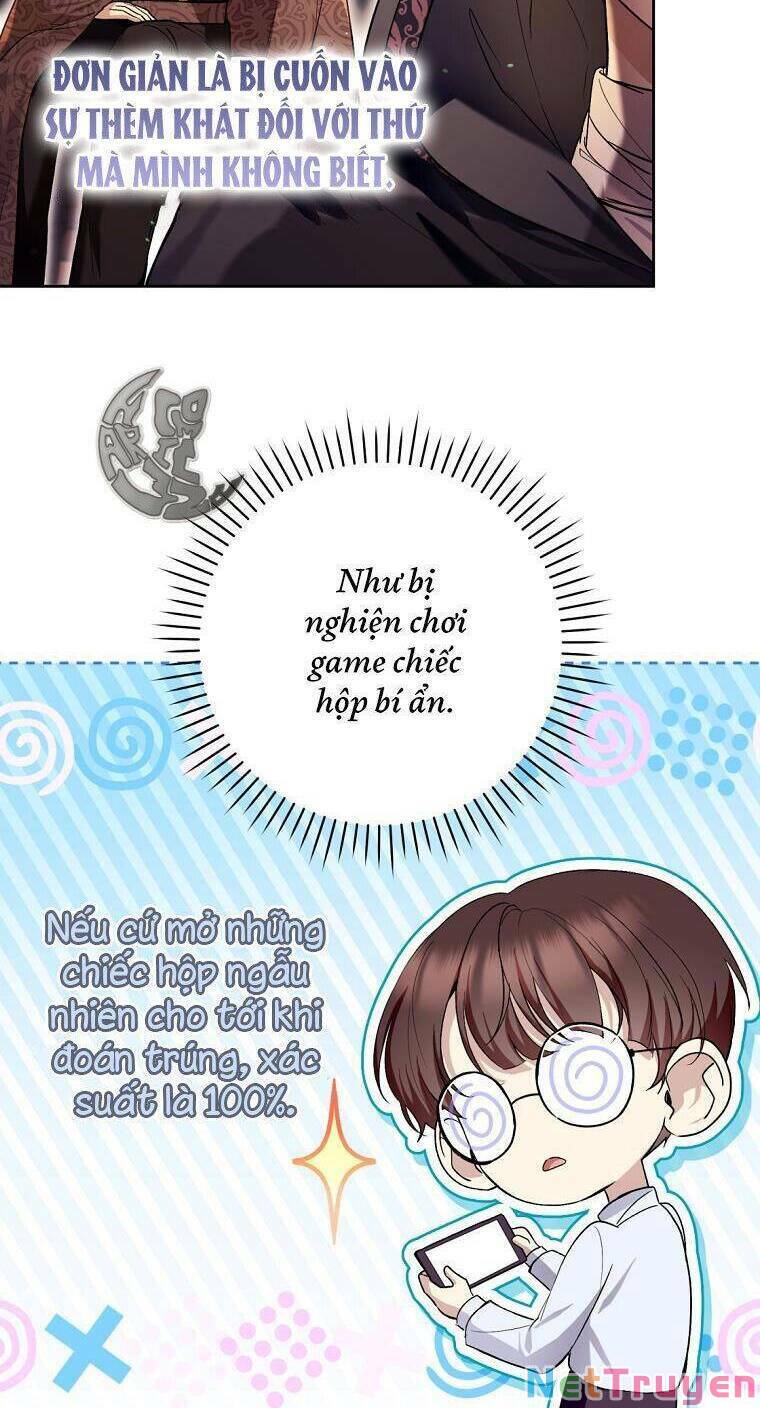 ĐƠN GIẢN LÀ BỊ CUỐN VÀO
SỰ THÈM KHÁT ĐỐI VỚI THỨ
MÀ MÌNH KHÔNG BIẾT.
Như bị
nghiện chơi
game chiếc
hộp bí ẩn.
Nếu cứ mở những
chiếc hộp ngẫu
nhiên cho tới khi
đoán trúng, xác
suất là 100%.
NetTruyen